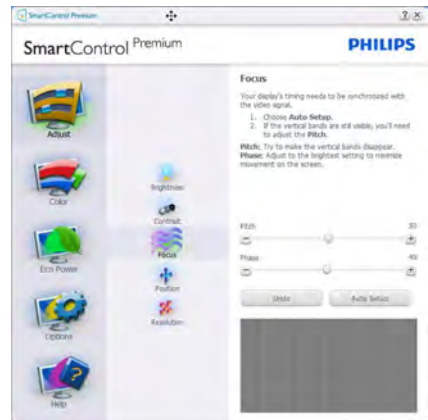 SmartControl Premium
SmartControl Premium
PHILIPS
Adjust
Color
Eco Power
Options
Help
Brightness
Contrast
Focus
Position
Resolution
Focus
Your display's timing needs to be synchronized with
the video signal.
1. Choose Auto Setup.
2. If the vertical bands are still visible, you'll need
to adjust the Pitch.
Pitch: Try to make the vertical bands disappear.
Phase: Adjust to the brightest setting to minimize
movement on the screen.
Pitch 50
Phase 49
Undo Auto Setup